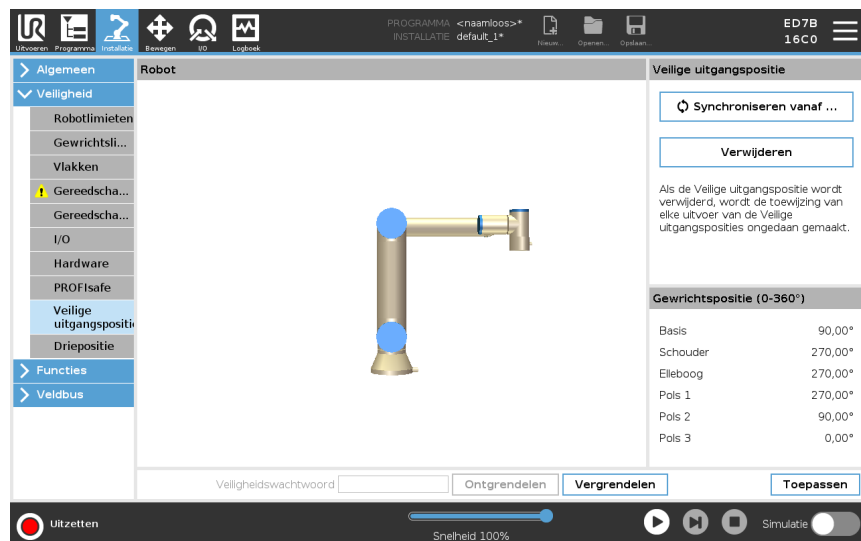 PROGRAMMA <naamloos>*
INSTALLATIE default_1*
ED7B
16C0
Uitvoeren Programma Installatie Bewegen I/O Logboek Nieuw... Openen... Opslaan...
Algemeen
Veiligheid
Robotlimieten
Gewrichtsli...
Vlakken
Gereedscha...
Gereedscha...
I/O
Hardware
PROFIsafe
Veilige
uitgangspositi
Driepositie
Functies
Veldbus
Robot
Veilige uitgangspositie
Synchroniseren vanaf ...
Verwijderen
Als de Veilige uitgangspositie wordt
verwijderd, wordt de toewijzing van
elke uitvoer van de Veilige
uitgangsposities ongedaan gemaakt.
Gewrichtspositie (0-360°)
Basis 90,00°
Schouder 270,00°
Elleboog 270,00°
Pols 1 270,00°
Pols 2 90,00°
Pols 3 0,00°
Veiligheidswachtwoord Ontgrendelen Vergrendelen Toepassen
Uitzetten
Snelheid 100%
Simulatie